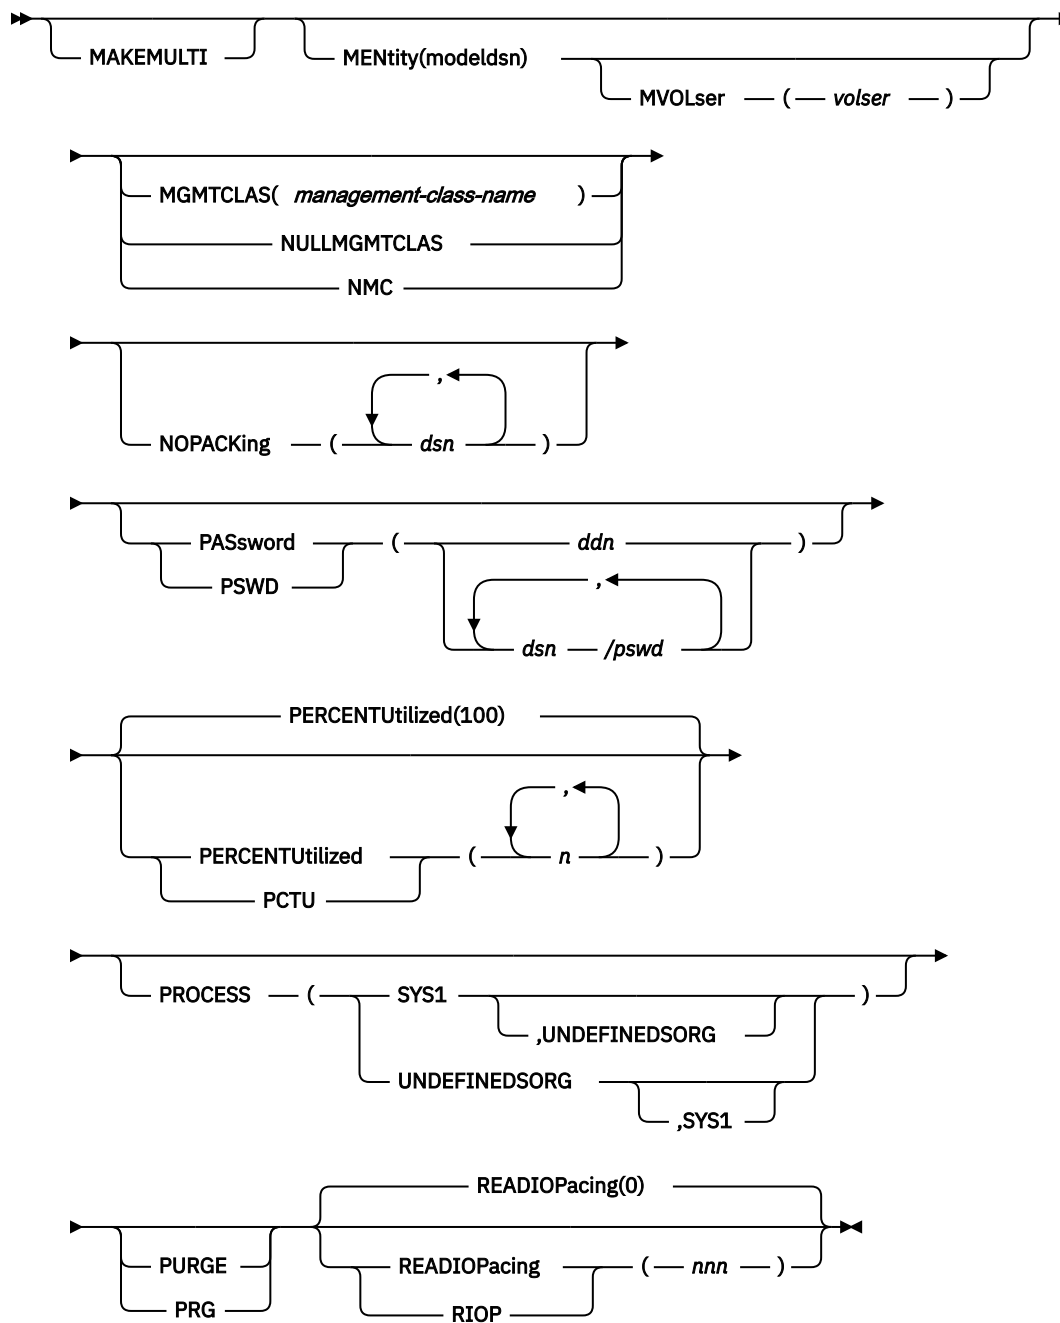 MAKEMULTI MENtity(modeldsn)
MVOLser ( volser )
MGMTCLAS( management-class-name )
NULLMGMTCLAS
NMC
,
NOPACKing ( dsn )
PASsword ( ddn )
PSWD ,
dsn /pswd
PERCENTUtilized(100)
,
PERCENTUtilized ( n )
PCTU
PROCESS ( SYS1 )
,UNDEFINEDSORG
UNDEFINEDSORG
,SYS1
READIOPacing(0)
PURGE READIOPacing ( nnn )
PRG RIOP